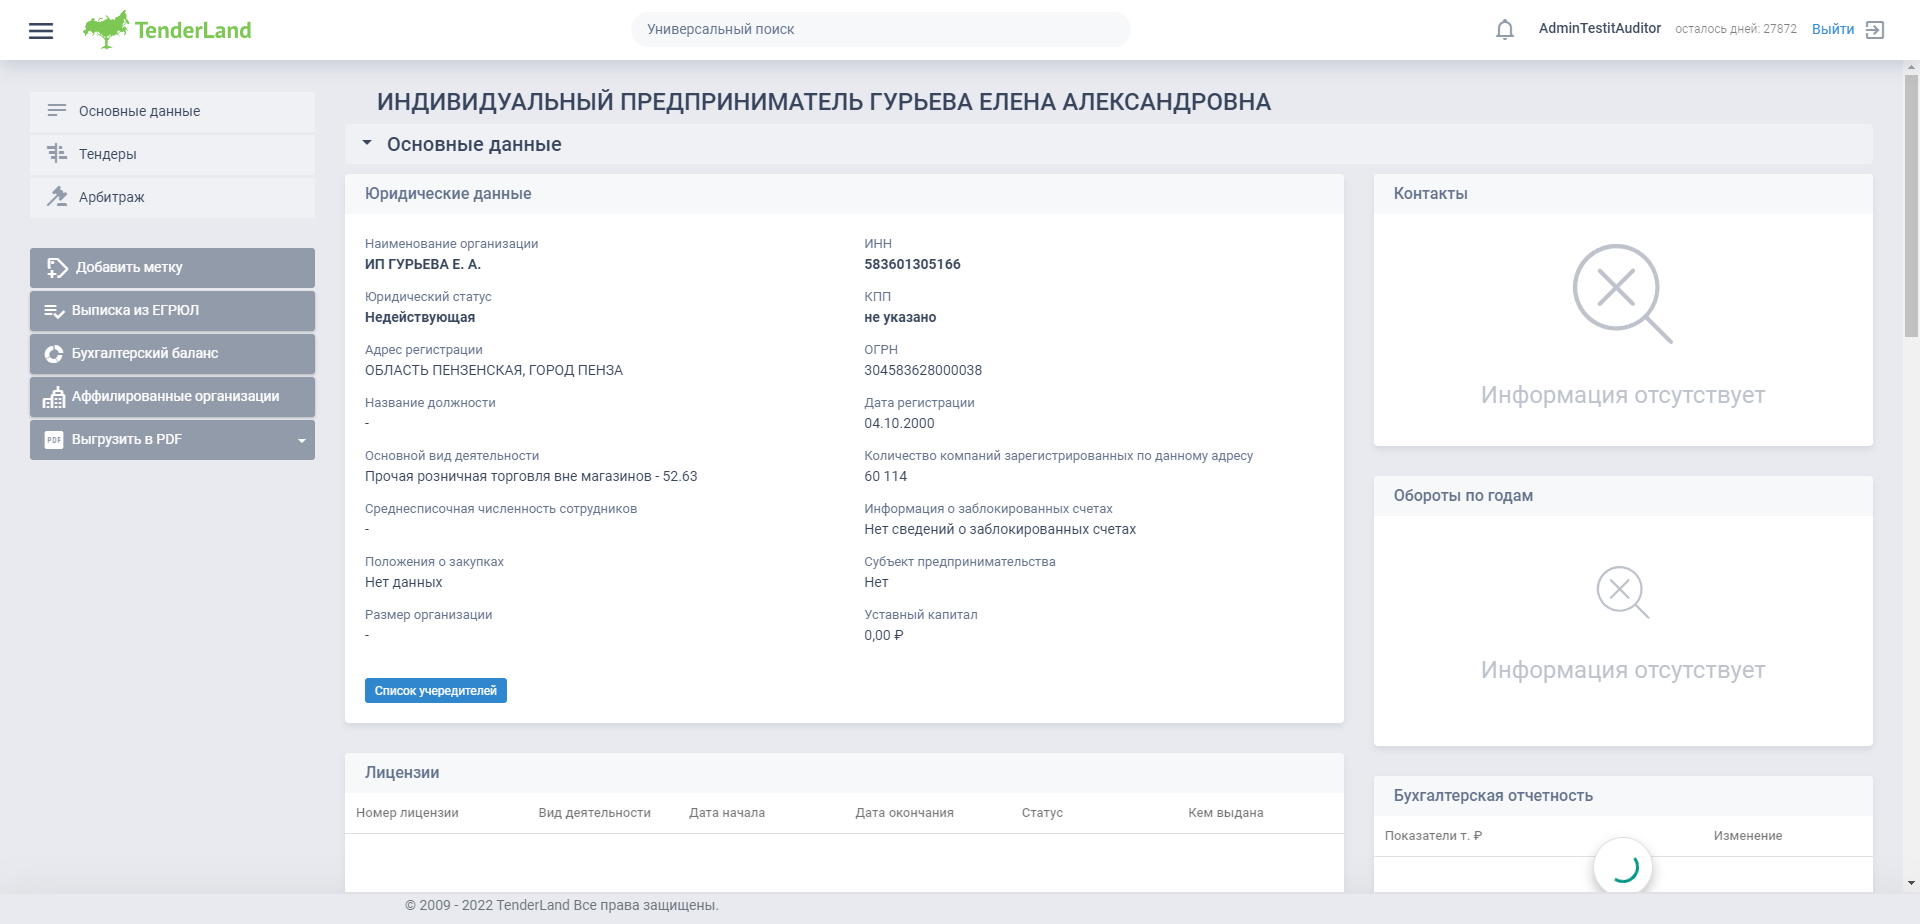 TenderLand
Универсальный поиск
AdminTestitAuditor
осталось дней: 27872
Выйти
Основные данные
Тендеры
Арбитраж
Добавить метку
Выписка из ЕГРЮЛ
Бухгалтерский баланс
Аффилированные организации
PDF Выгрузить в PDF
ИНДИВИДУАЛЬНЫЙ ПРЕДПРИНИМАТЕЛЬ ГУРЬЕВА ЕЛЕНА АЛЕКСАНДРОВНА
Основные данные
Юридические данные
Наименование организации
ИП ГУРЬЕВА Е. А.
Юридический статус
Недействующая
Адрес регистрации
ОБЛАСТЬ ПЕНЗЕНСКАЯ, ГОРОД ПЕНЗА
Название должности
-
Основной вид деятельности
Прочая розничная торговля вне магазинов - 52.63
Среднесписочная численность сотрудников
-
Положения о закупках
Нет данных
Размер организации
-
ИНН
583601305166
КПП
не указано
ОГРН
304583628000038
Дата регистрации
04.10.2000
Количество компаний зарегистрированных по данному адресу
60 114
Информация о заблокированных счетах
Нет сведений о заблокированных счетах
Субъект предпринимательства
Нет
Уставный капитал
0,00 ₽
Список учередителей
Лицензии
Номер лицензии Вид деятельности Дата начала Дата окончания Статус Кем выдана
Контакты
Информация отсутствует
Обороты по годам
Информация отсутствует
Бухгалтерская отчетность
Показатели т. ₽ Изменение
© 2009 - 2022 TenderLand Все права защищены.